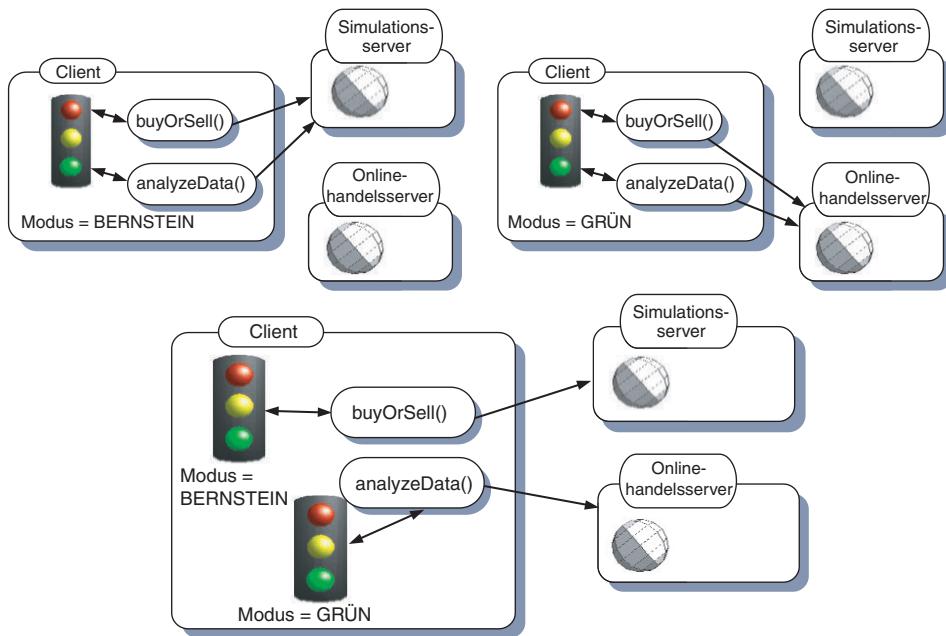 Simulations-
server
Client
buyOrSell()
analyzeData()
Modus = BERNSTEIN
Online-
handelsserver
Simulations-
server
Client
buyOrSell()
analyzeData()
Modus = GRÜN
Online-
handelsserver
Client
Simulations-
server
buyOrSell()
Modus =
BERNSTEIN
analyzeData()
Online-
handelsserver
Modus = GRÜN